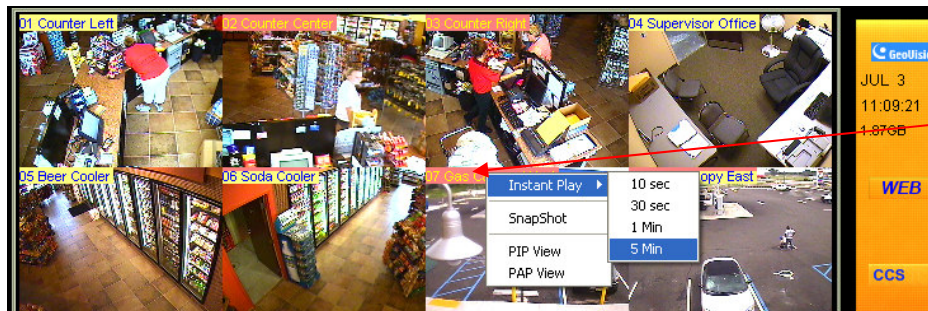 01 Counter Left
02 Counter Center
03 Counter Right
04 Supervisor Office
GeoVisi
JUL 3
11:09:21
1.87GB
05 Beer Cooler
06 Soda Cooler
07 Gas C
opy East
Instant Play
10 sec
30 sec
SnapShot
1 Min
5 Min
PIP View
PAP View
WEB
CCS